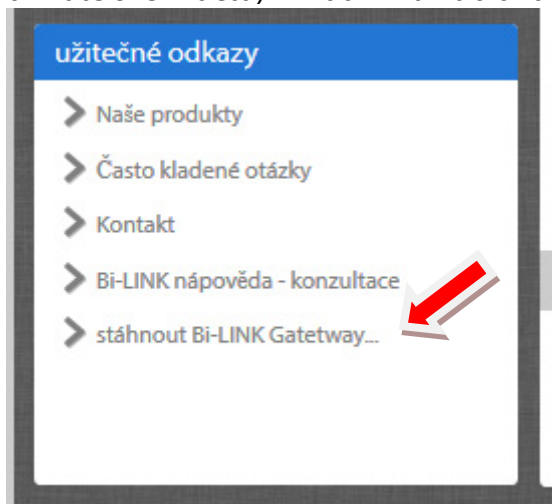 užitečné odkazy
Naše produkty
Často kladené otázky
Kontakt
Bi-LINK nápověda - konzultace
stáhnout Bi-LINK Gatetway...